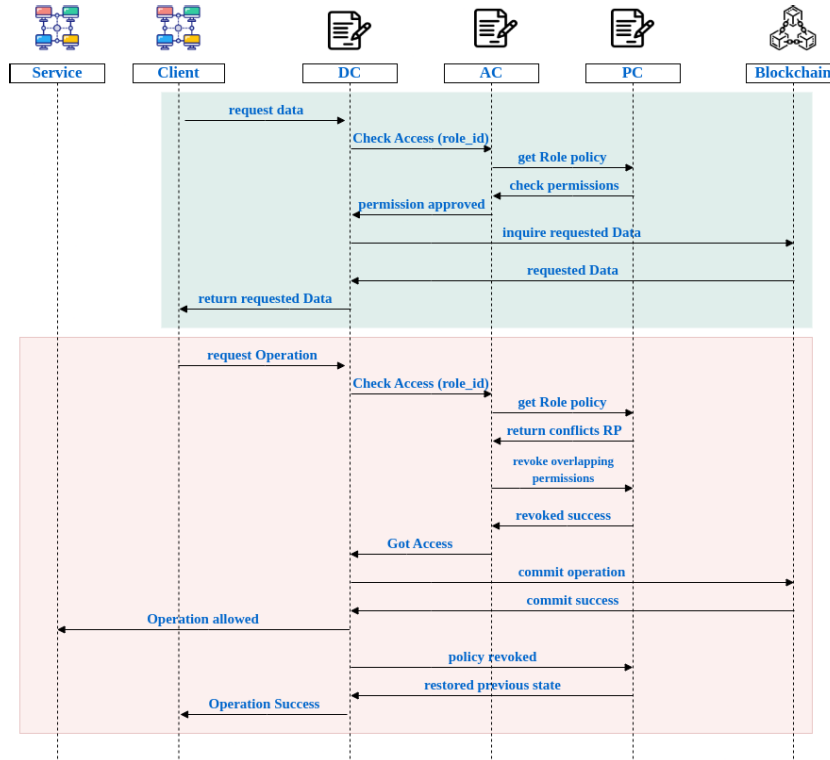 Service
Client
DC
AC
PC
Blockchain
request data
Check Access (role_id)
get Role policy
check permissions
permission approved
inquire requested Data
requested Data
return requested Data
request Operation
Check Access (role_id)
get Role policy
return conflicts RP
revoke overlapping
permissions
revoked success
Got Access
commit operation
commit success
Operation allowed
policy revoked
restored previous state
Operation Success